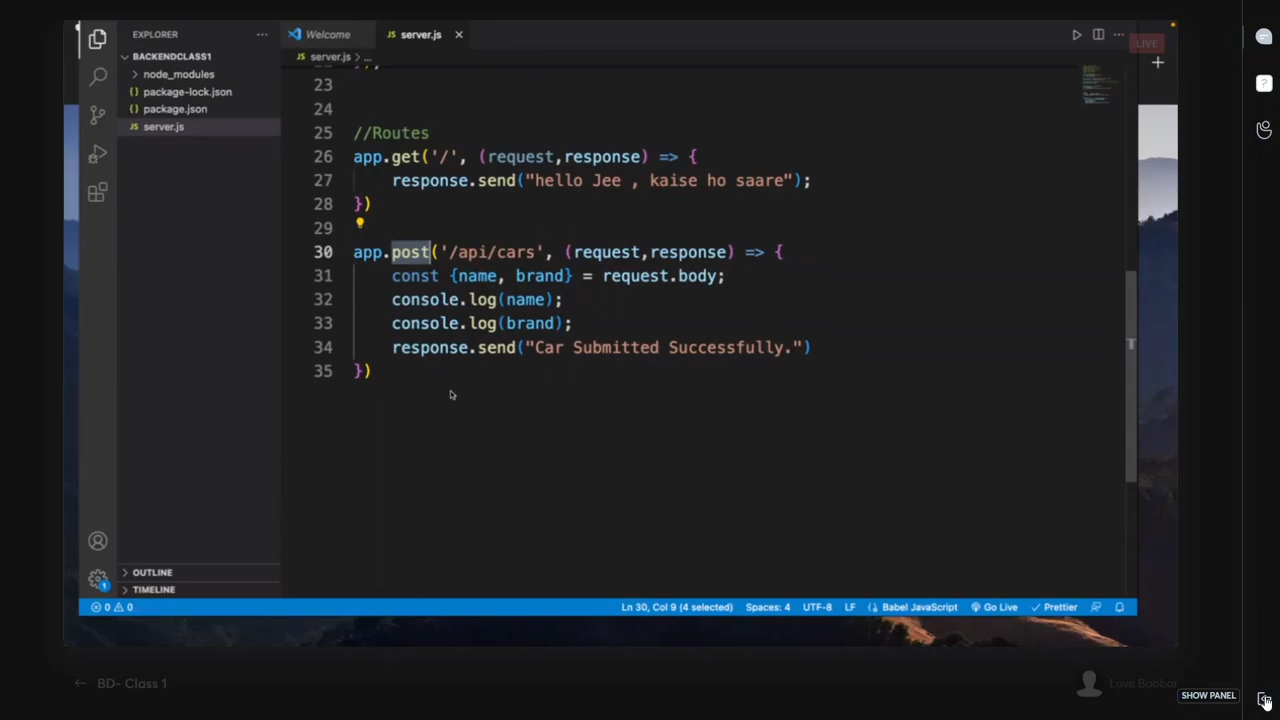 EXPLORER
BACKENDCLASS1
node_modules
package-lock.json
package.json
server.js
OUTLINE
TIMELINE
Welcome
server.js
LIVE
server.js > ...
23
24
25 //Routes
26 app.get('/', (request,response) => {
27 response.send("hello Jee , kaise ho saare");
28 })
29
30 app.post('/api/cars', (request,response) => {
31 const {name, brand} = request.body;
32 console.log(name);
33 console.log(brand);
34 response.send("Car Submitted Successfully.")
35 })
1
0 0 Ln 30, Col 9 (4 selected) Spaces: 4 UTF-8 LF Babel JavaScript Go Live Prettier
BD- Class 1
Love Babbar
SHOW PANEL